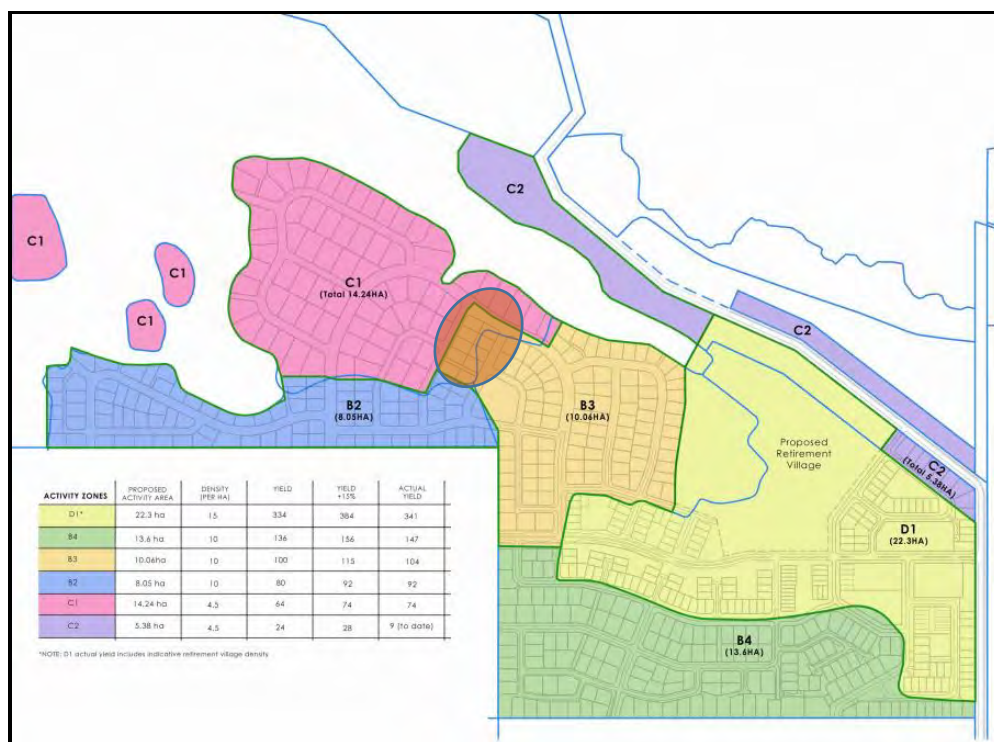 C2
C1
C1
C1
(Total 14.24HA)
C1
C2
B2
(8.05HA)
B3
(10.06HA)
Proposed
Retirement
Village
C2
(Total 5.38HA)
D1
(22.3HA)
B4
(13.6HA)
ACTIVITY ZONES PROPOSED ACTIVITY AREA DENSITY (PER HA) YIELD YIELD +15% ACTUAL YIELD
D1* 22.3 ha 15 334 384 341
B4 13.6 ha 10 136 156 147
B3 10.06ha 10 100 115 104
B2 8.05 ha 10 80 92 92
C1 14.24 ha 4.5 64 74 74
C2 5.38 ha 4.5 24 28 9 (to date)
*NOTE: D1 actual yield includes indicative retirement village density